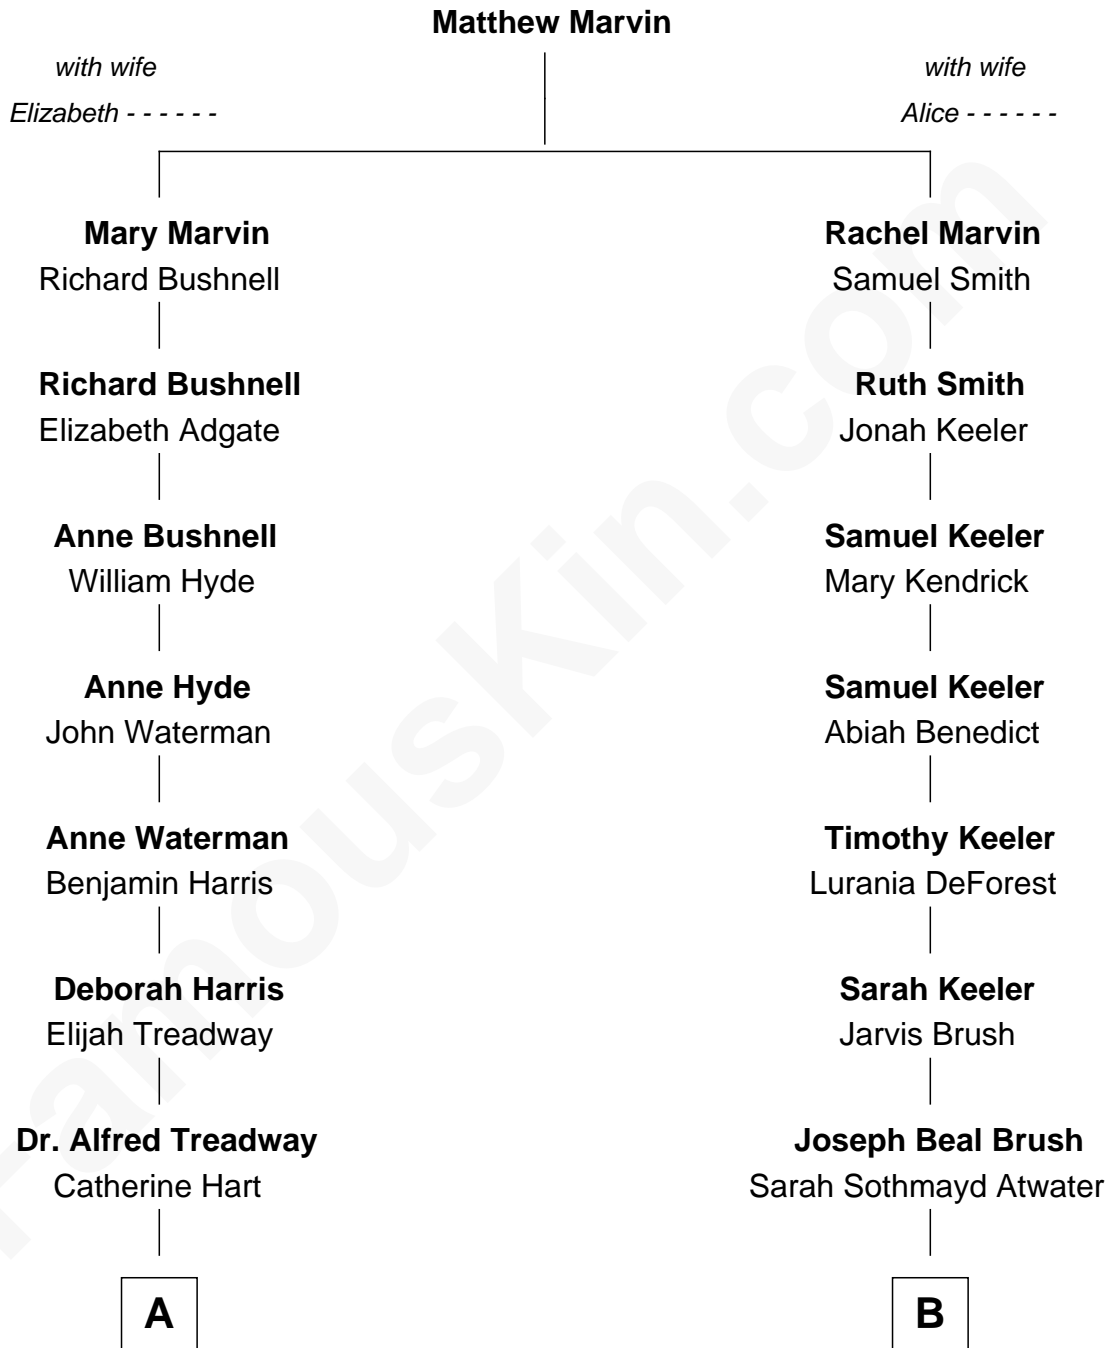 Matthew Marvin
with wife
Elizabeth - - - - - -
with wife
Alice - - - - - -
Mary Marvin
Richard Bushnell
Rachel Marvin
Samuel Smith
Richard Bushnell
Elizabeth Adgate
Ruth Smith
Jonah Keeler
Anne Bushnell
William Hyde
Samuel Keeler
Mary Kendrick
Anne Hyde
John Waterman
Samuel Keeler
Abiah Benedict
Anne Waterman
Benjamin Harris
Timothy Keeler
Lurania DeForest
Deborah Harris
Elijah Treadway
Sarah Keeler
Jarvis Brush
Dr. Alfred Treadway
Catherine Hart
Joseph Beal Brush
Sarah Sothmayd Atwater
A
B
FamousKin.com